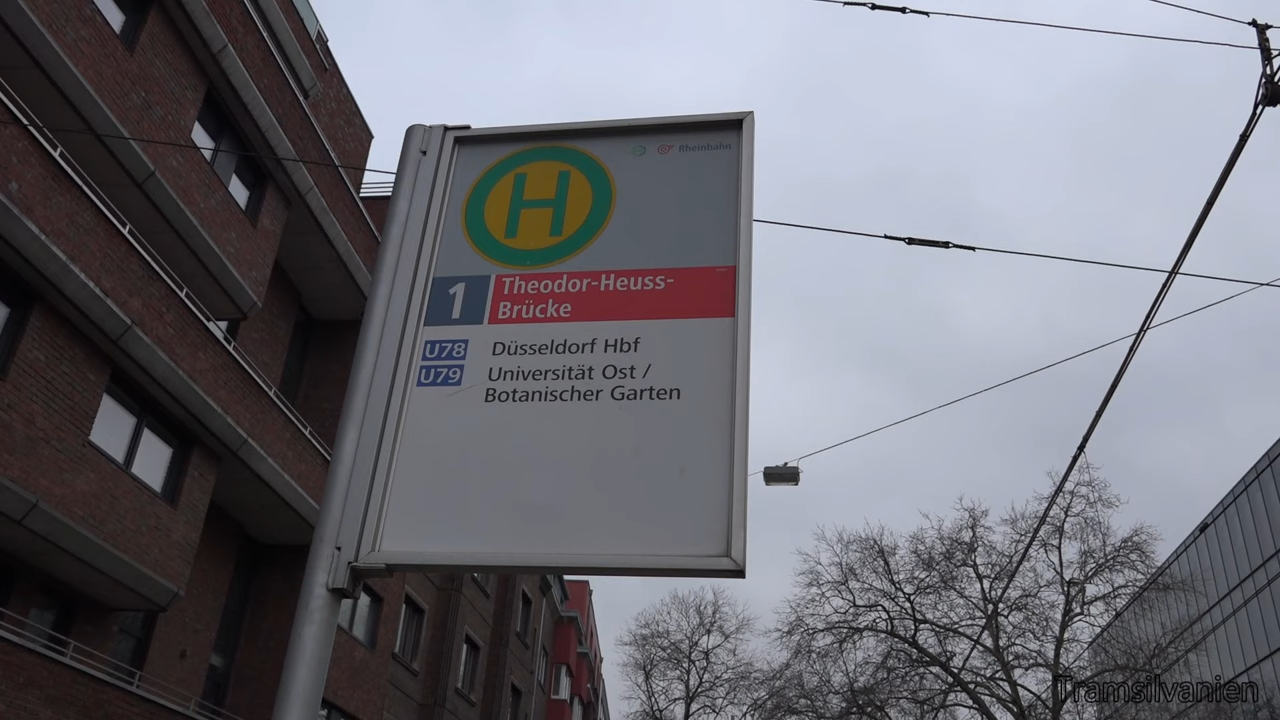 H
Rheinbahn
1 Theodor-Heuss-
Brücke
U78 Düsseldorf Hbf
U79 Universität Ost /
Botanischer Garten
Tramsilvanien